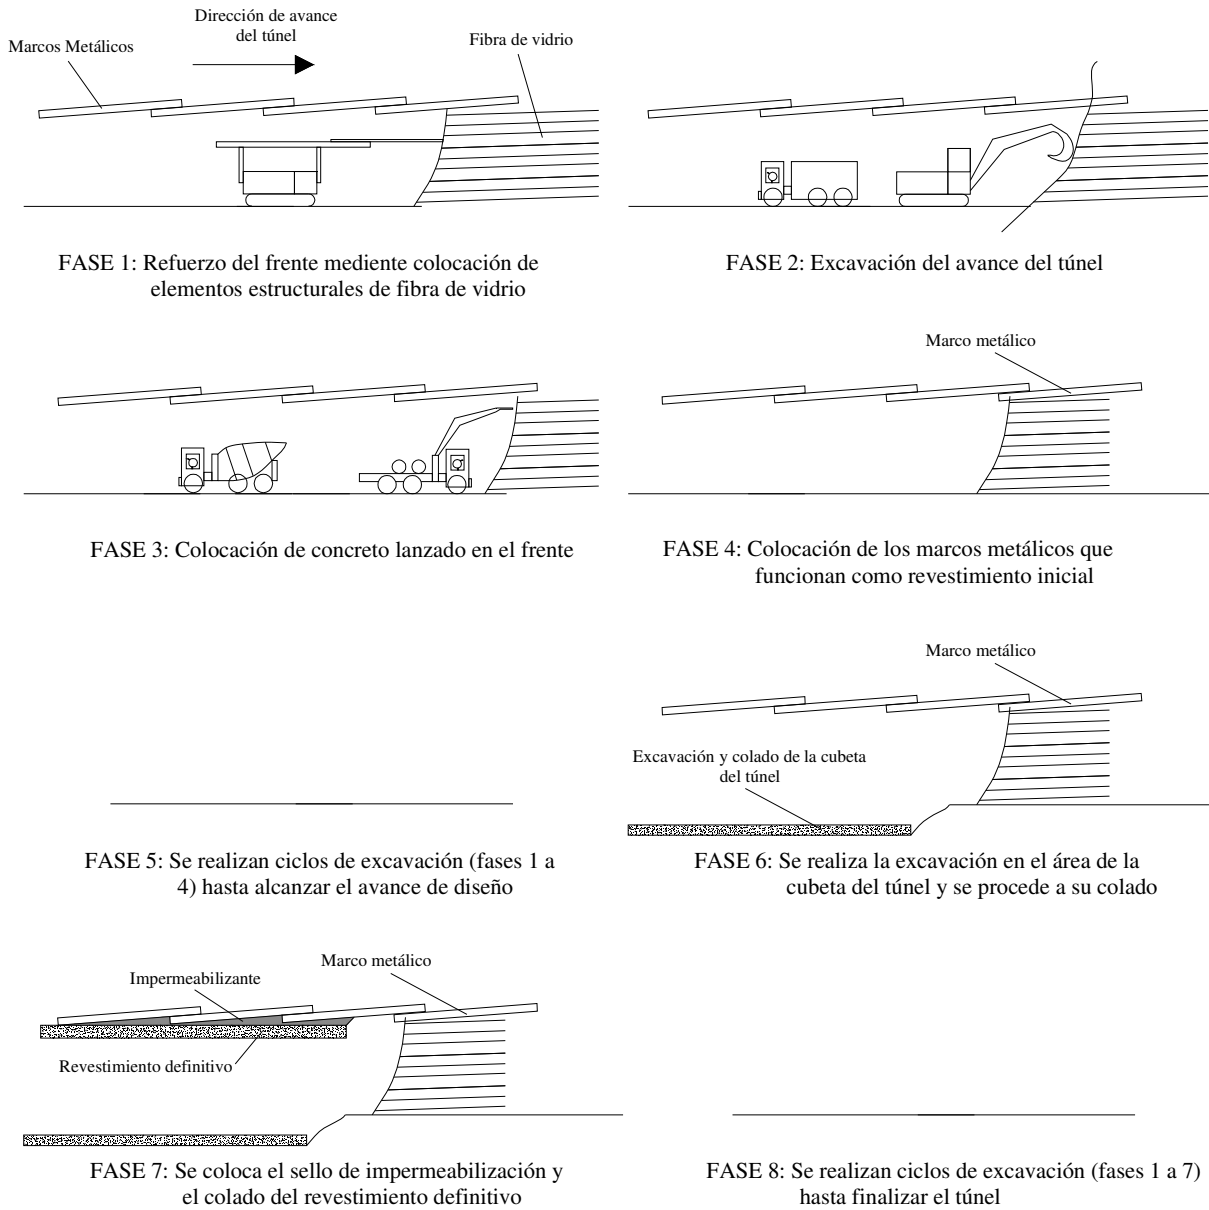 Dirección de avance
del túnel
Marcos Metálicos
Fibra de vidrio
FASE 1: Refuerzo del frente mediente colocación de
elementos estructurales de fibra de vidrio
FASE 2: Excavación del avance del túnel
FASE 3: Colocación de concreto lanzado en el frente
Marco metálico
FASE 4: Colocación de los marcos metálicos que
funcionan como revestimiento inicial
FASE 5: Se realizan ciclos de excavación (fases 1 a
4) hasta alcanzar el avance de diseño
Marco metálico
Excavación y colado de la cubeta
del túnel
FASE 6: Se realiza la excavación en el área de la
cubeta del túnel y se procede a su colado
Marco metálico
Impermeabilizante
Revestimiento definitivo
FASE 7: Se coloca el sello de impermeabilización y
el colado del revestimiento definitivo
FASE 8: Se realizan ciclos de excavación (fases 1 a 7)
hasta finalizar el túnel